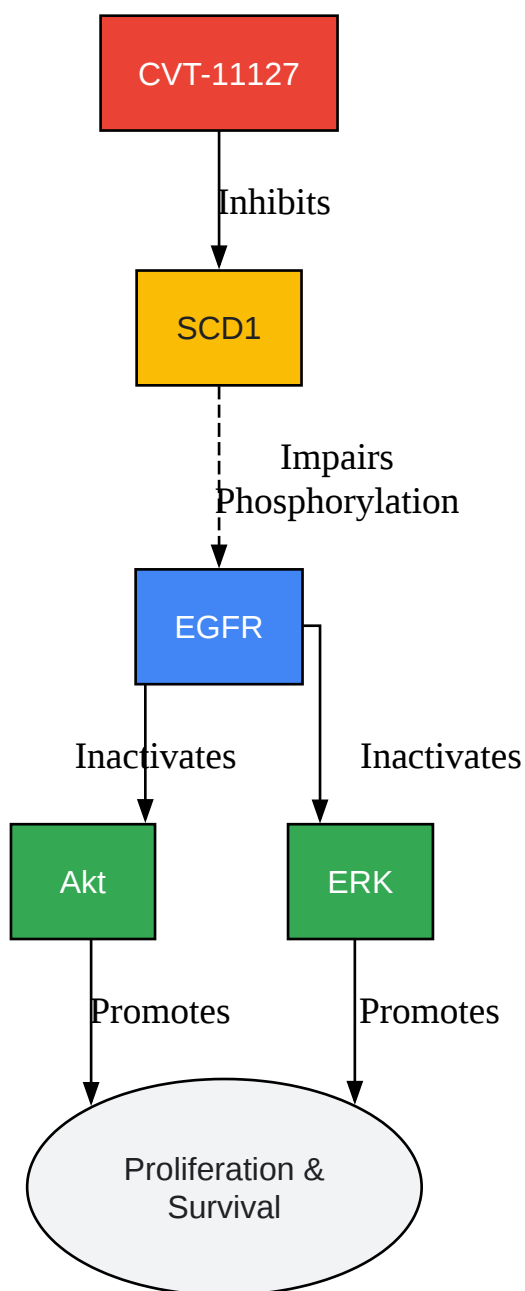 CVT-11127
Inhibits
SCD1
Impairs
Phosphorylation
EGFR
Inactivates
Inactivates
Akt
ERK
Promotes
Promotes
Proliferation &
Survival